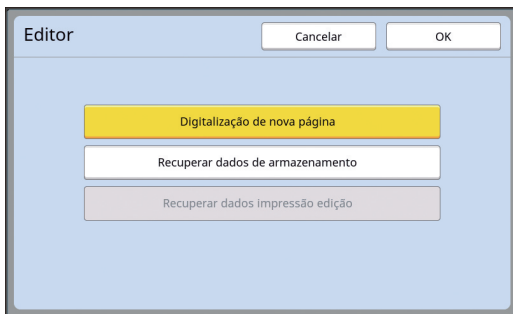 Editor
Cancelar
OK
Digitalização de nova página
Recuperar dados de armazenamento
Recuperar dados impressão edição